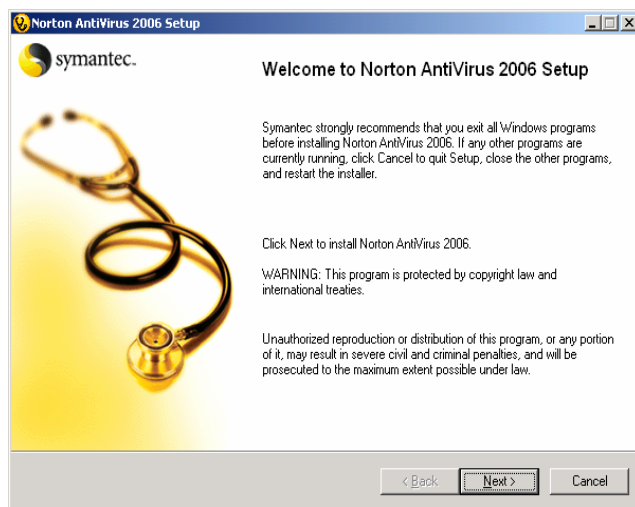 Norton AntiVirus 2006 Setup
symantec.
Welcome to Norton AntiVirus 2006 Setup
Symantec strongly recommends that you exit all Windows programs
before installing Norton AntiVirus 2006. If any other programs are
currently running, click Cancel to quit Setup, close the other programs,
and restart the installer.
Click Next to install Norton AntiVirus 2006.
WARNING: This program is protected by copyright law and
international treaties.
Unauthorized reproduction or distribution of this program, or any portion
of it, may result in severe civil and criminal penalties, and will be
prosecuted to the maximum extent possible under law.
< Back
Next >
Cancel